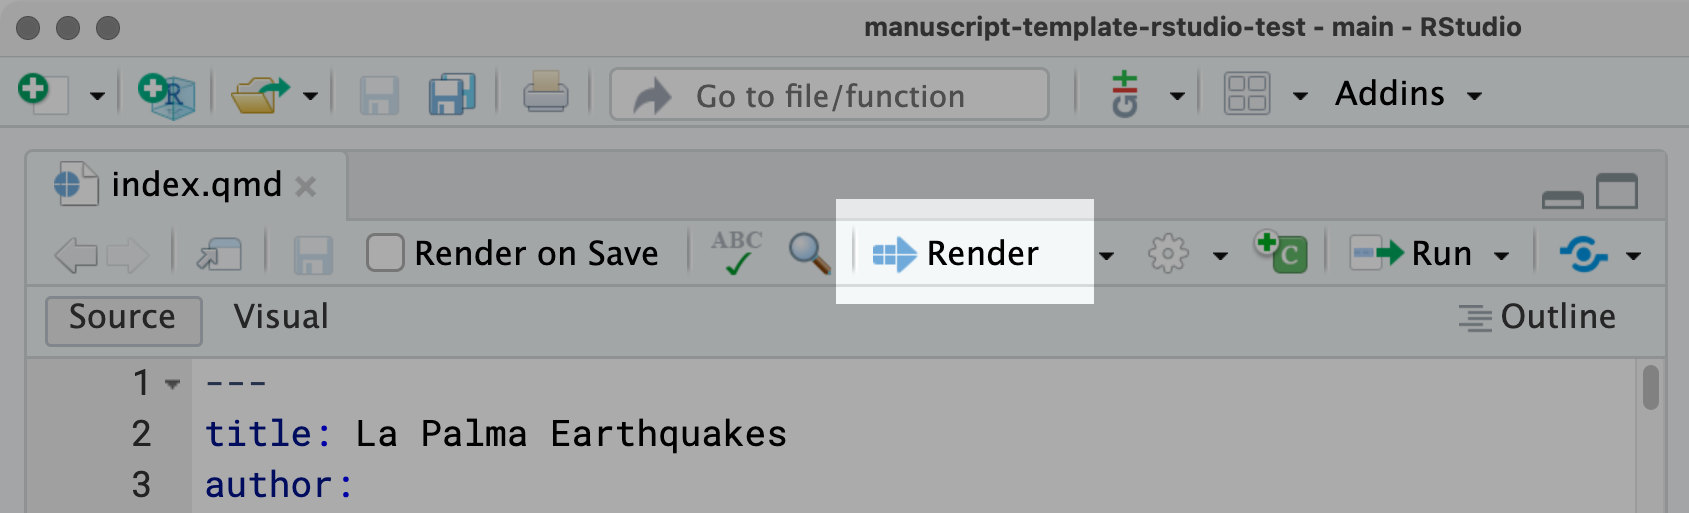 manuscript-template-rstudio-test - main - RStudio
R Go to file/function Git Addins
index.qmd
Render on Save ABC Render C Run
Source Visual Outline
1 ---
2 title: La Palma Earthquakes
3 author: